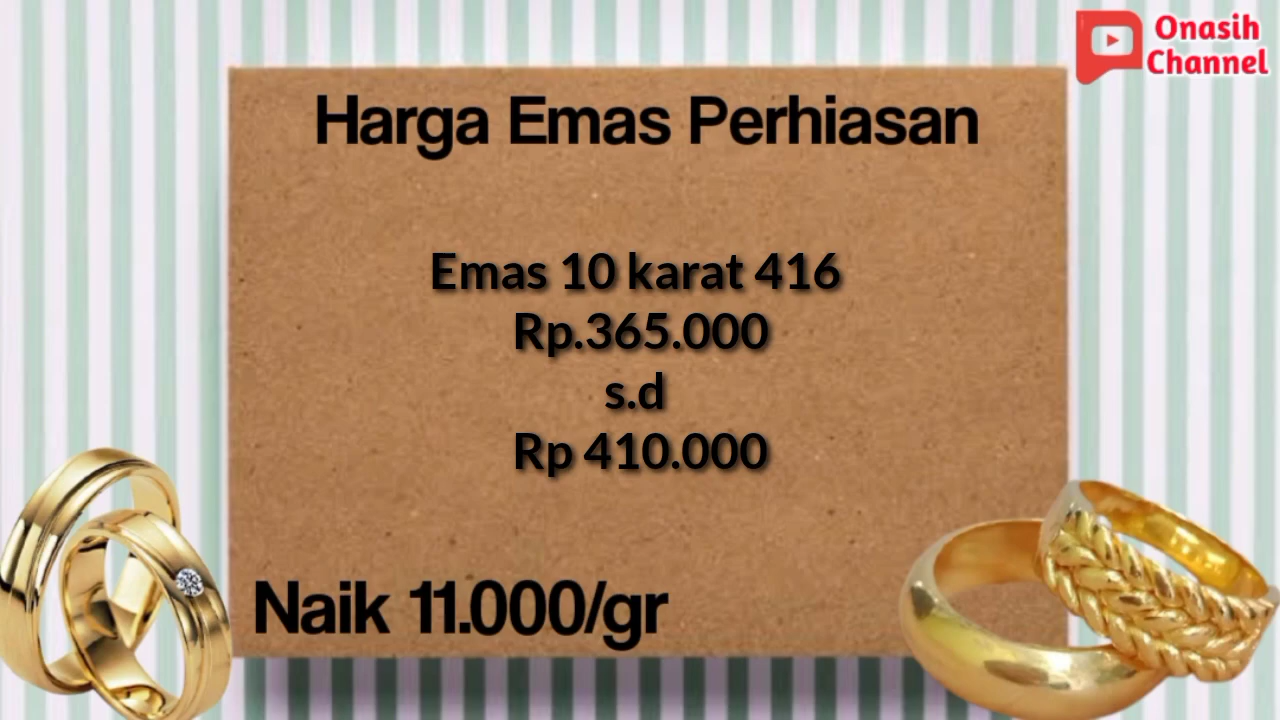 Onasih
Channel
Harga Emas Perhiasan
Emas 10 karat 416
Rp.365.000
s.d
Rp 410.000
Naik 11.000/gr